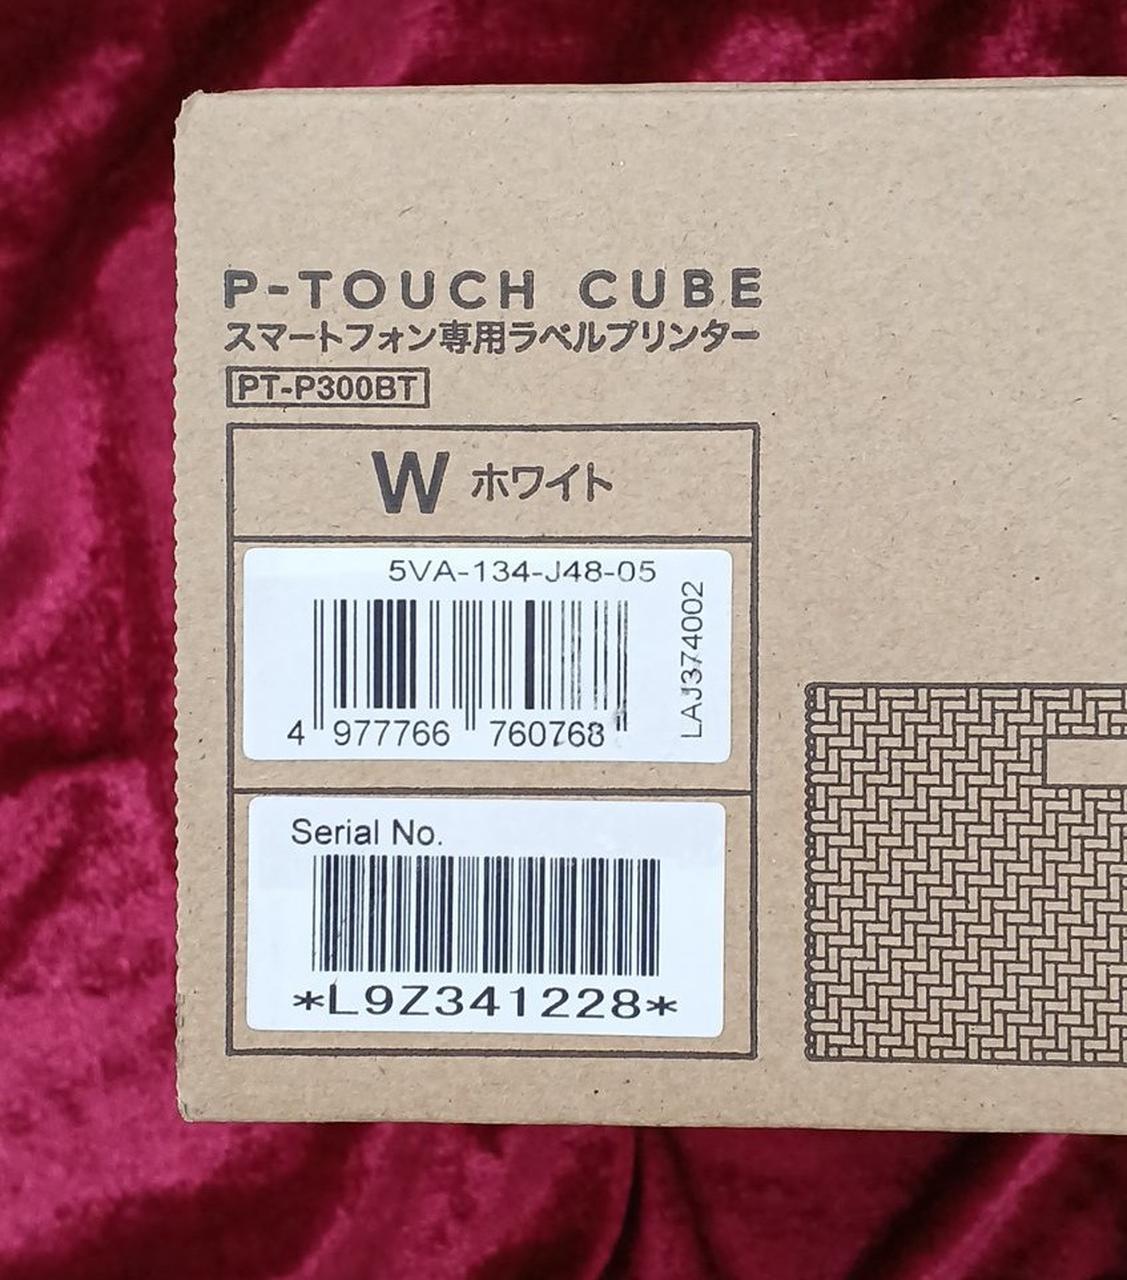 P-TOUCH CUBE
スマートフォン専用ラベルプリンター
PT-P300BT
W ホワイト
5VA-134-J48-05
4 977766 760768
LAJ374002
Serial No.
*L9Z341228*